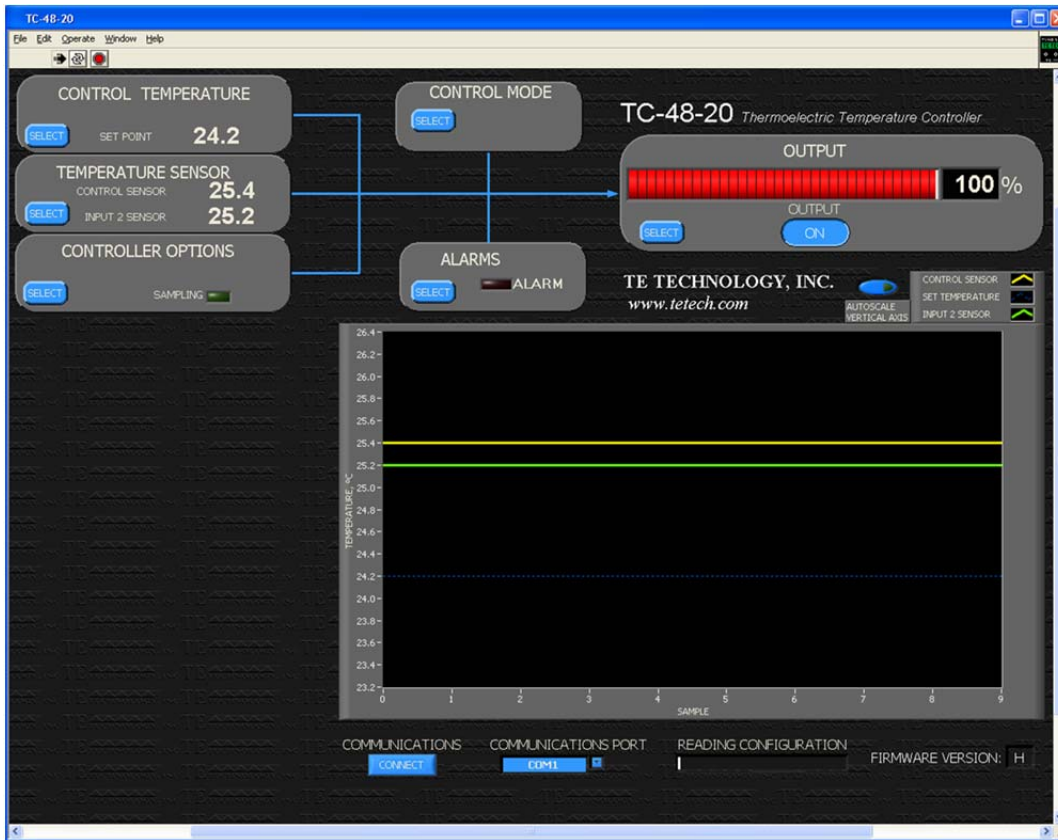 TC-48-20
File Edit Operate Window Help
CONTROL TEMPERATURE
SELECT SET POINT 24.2
TEMPERATURE SENSOR
CONTROL SENSOR 25.4
SELECT INPUT 2 SENSOR 25.2
CONTROLLER OPTIONS
SELECT SAMPLING
CONTROL MODE
SELECT
ALARMS
SELECT ALARM
TC-48-20 Thermoelectric Temperature Controller
OUTPUT
100 %
OUTPUT
SELECT ON
TE TECHNOLOGY, INC.
www.tetech.com
AUTOSCALE
VERTICAL AXIS
CONTROL SENSOR
SET TEMPERATURE
INPUT 2 SENSOR
TEMPERATURE, ºC
26.4
26.2
26.0
25.8
25.6
25.4
25.2
25.0
24.8
24.6
24.4
24.2
24.0
23.8
23.6
23.4
23.2
0 1 2 3 4 5 6 7 8 9
SAMPLE
COMMUNICATIONS
CONNECT
COMMUNICATIONS PORT
COM1
READING CONFIGURATION
FIRMWARE VERSION: H